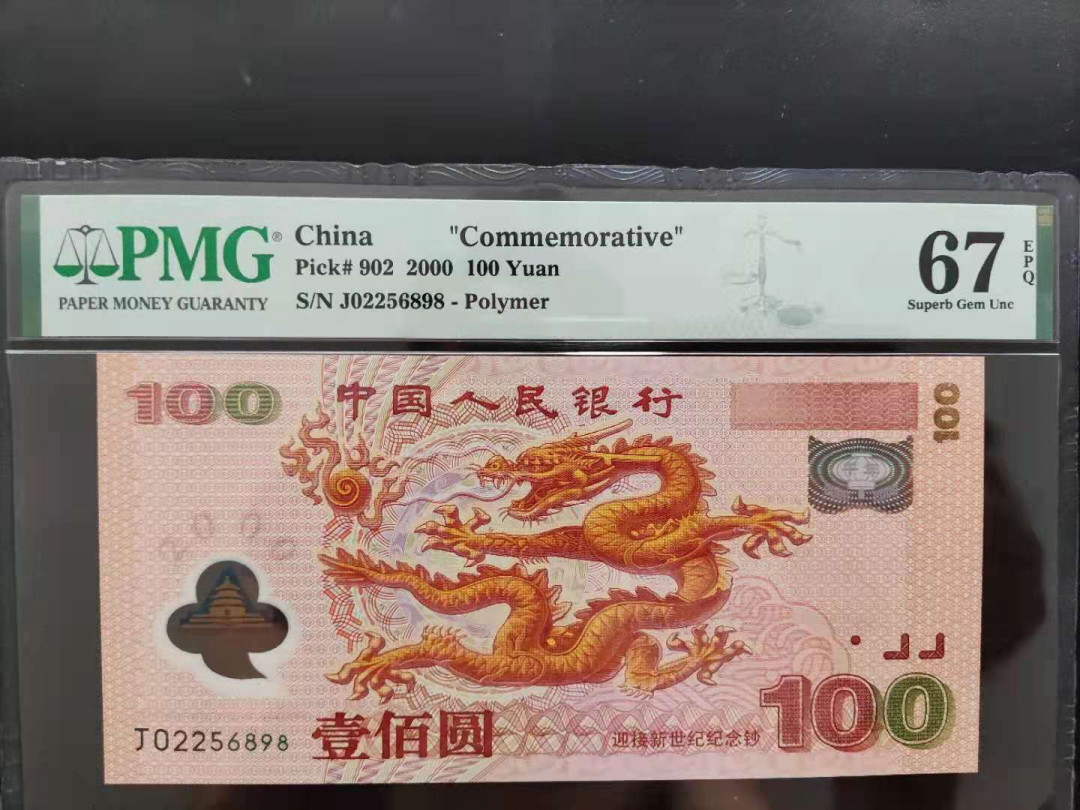 PMG®
PAPER MONEY GUARANTY
China "Commemorative"
Pick# 902 2000 100 Yuan
S/N J02256898 - Polymer
67
EPQ
Superb Gem Unc
100
中国人民银行
100
2000
J02256898
壹佰圆
迎接新世纪纪念钞
100